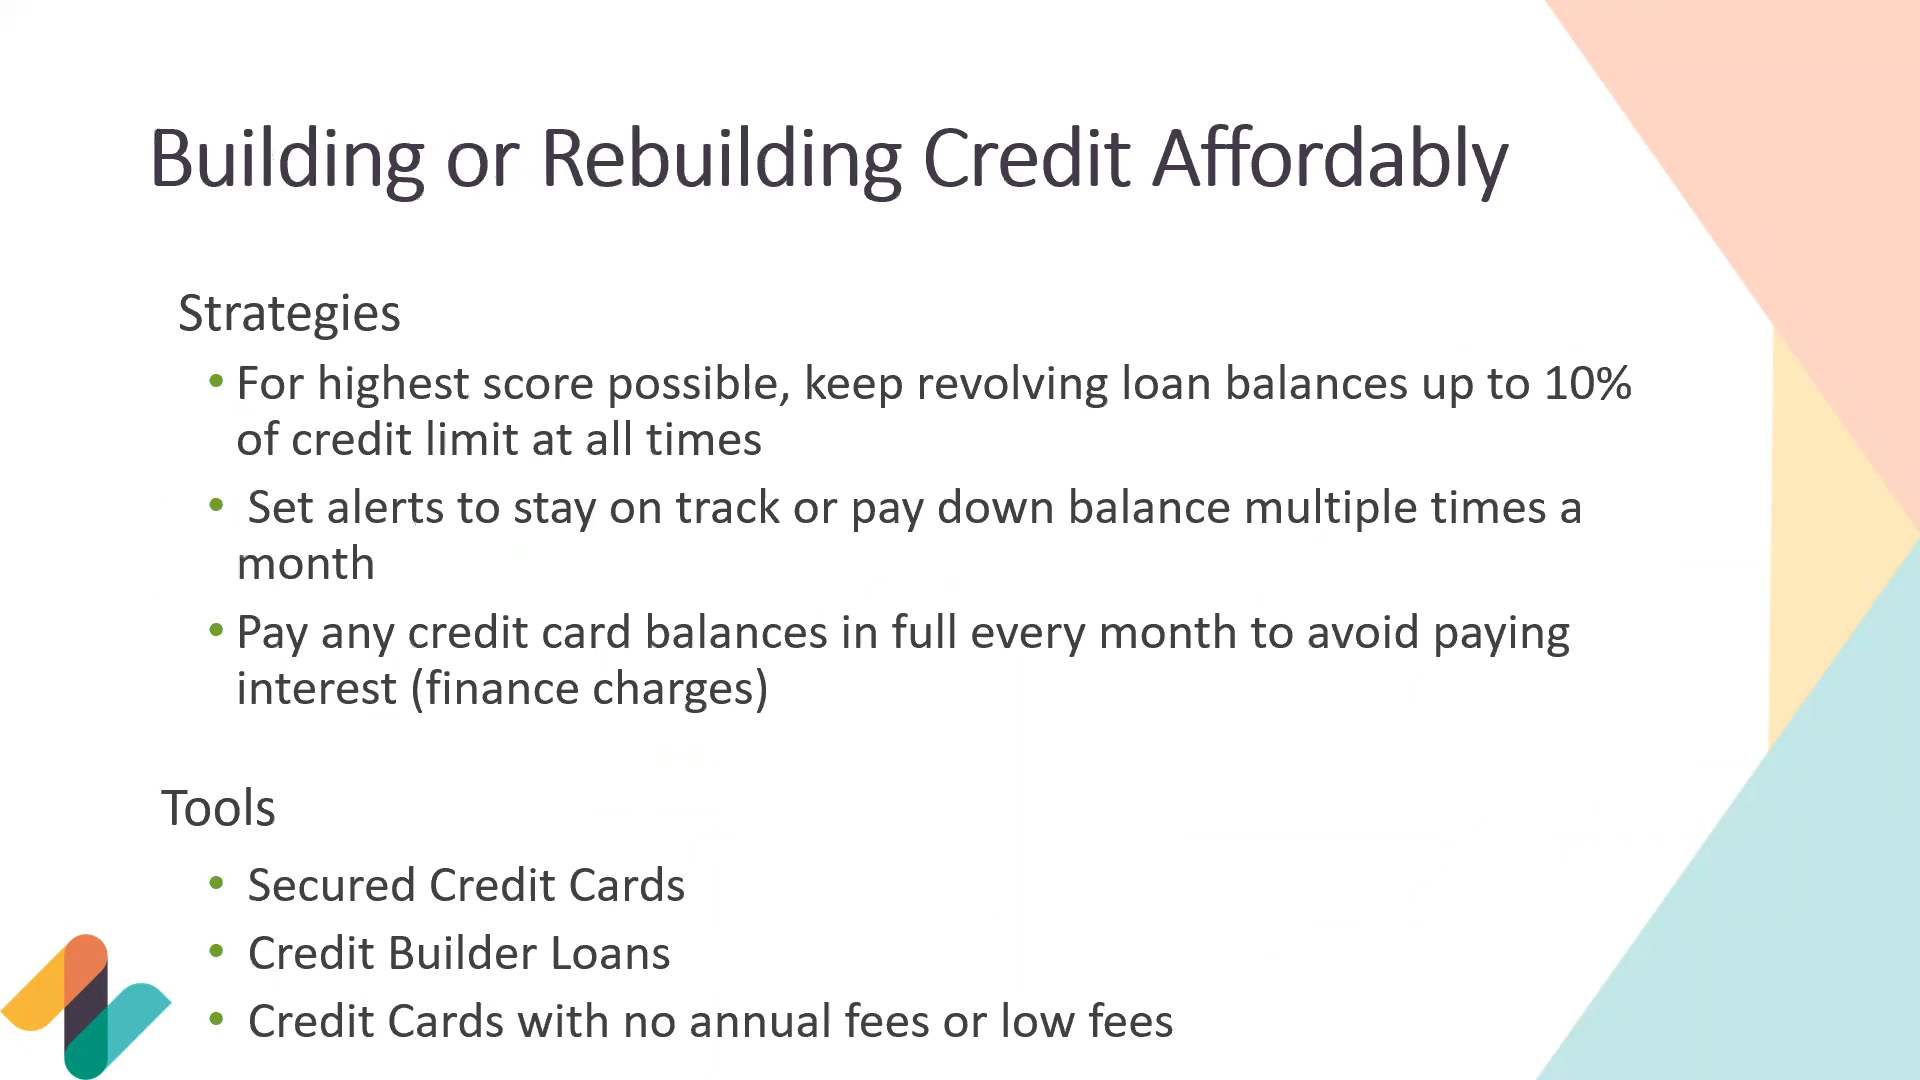 Building or Rebuilding Credit Affordably
Strategies
• For highest score possible, keep revolving loan balances up to 10%
of credit limit at all times
• Set alerts to stay on track or pay down balance multiple times a
month
• Pay any credit card balances in full every month to avoid paying
interest (finance charges)
Tools
• Secured Credit Cards
• Credit Builder Loans
• Credit Cards with no annual fees or low fees